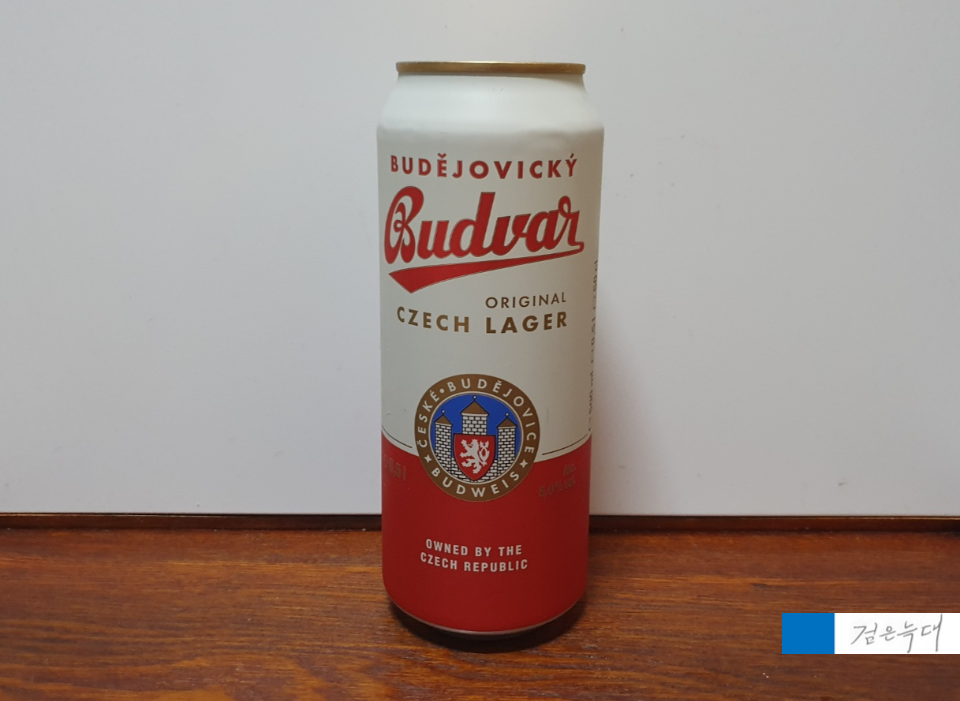 BUDĚJOVICKÝ
Budvar
ORIGINAL
CZECH LAGER
ČESKÉ • BUDĚJOVICE
BUDWEIS
OWNED BY THE
CZECH REPUBLIC
검은늑대